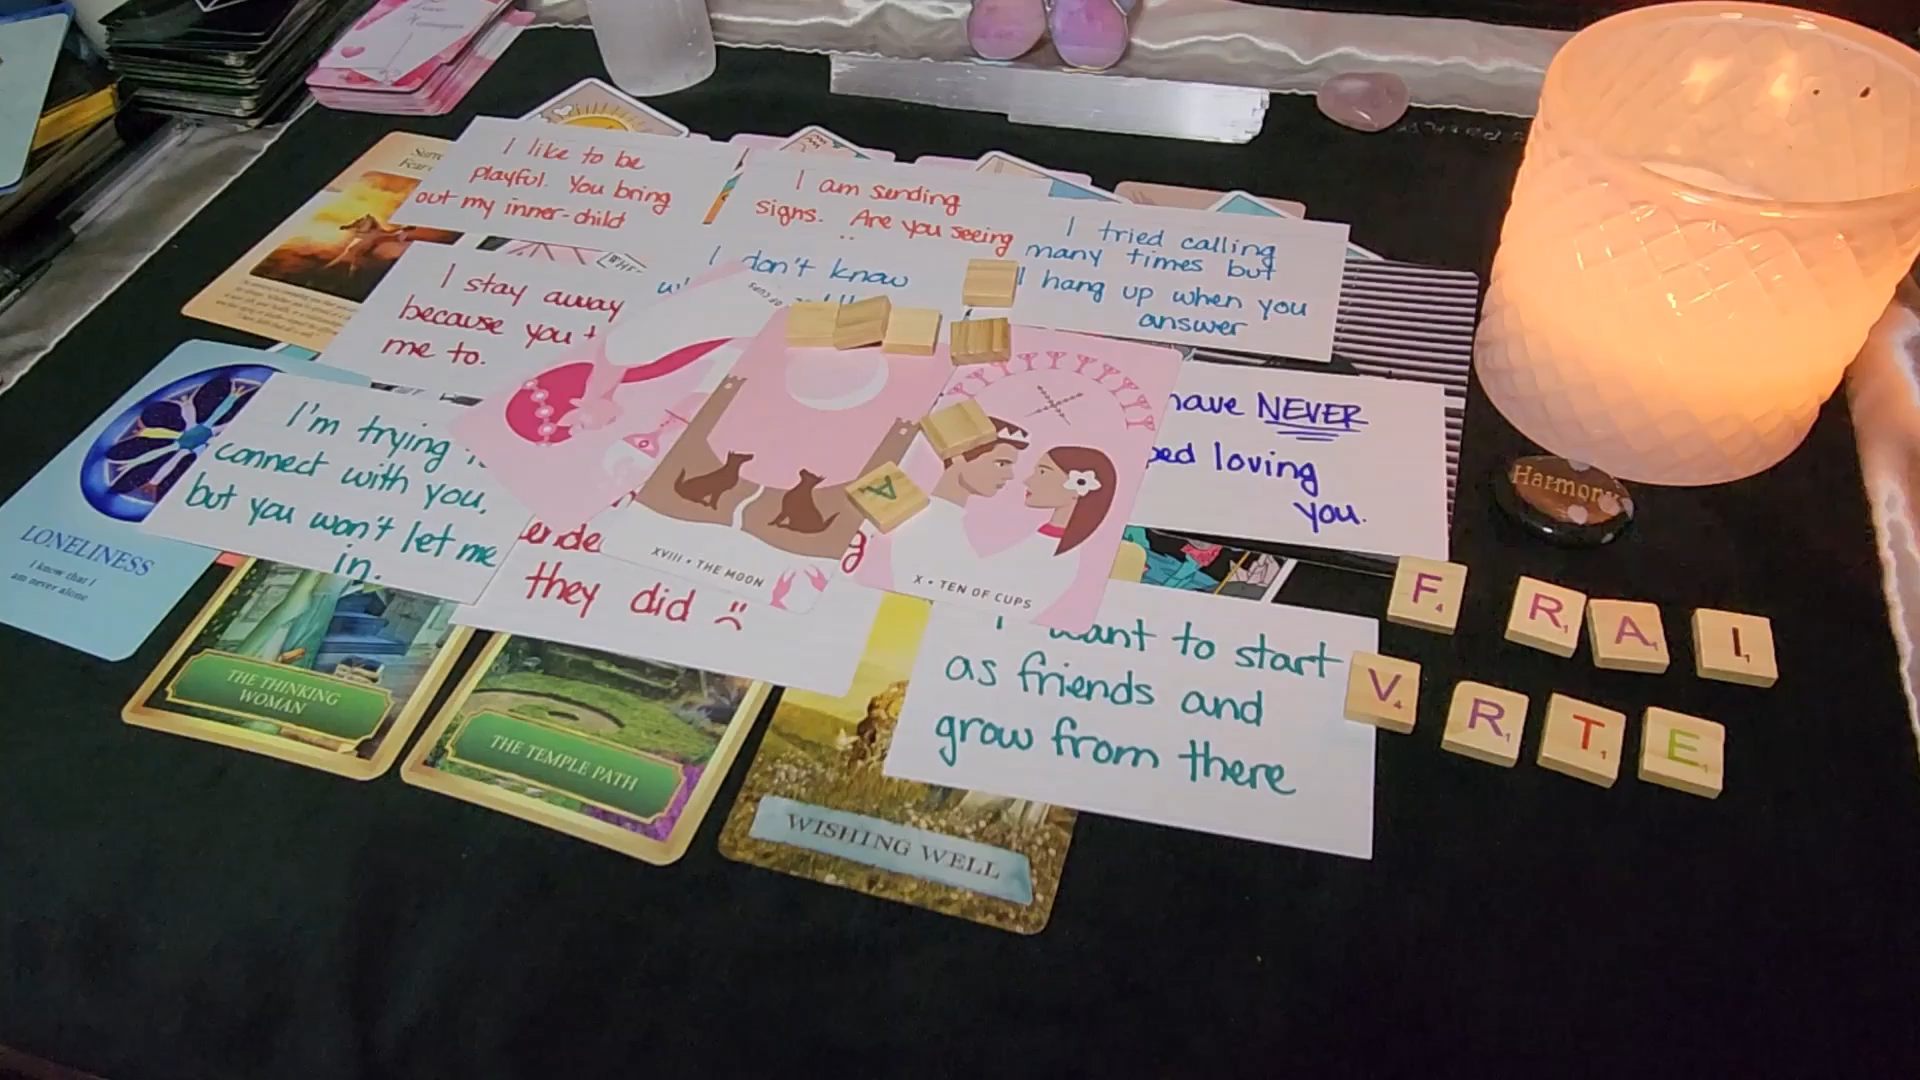 I like to be
playful. You bring
out my inner-child
I am sending
signs. Are you seeing
I tried calling
many times but
I hang up when you
answer
I don't know
I stay away
because you
me to.
have NEVER
loving
you.
I'm trying
connect with you,
but you won't let me
in.
they did
I want to start
as friends and
grow from there
OF CUPS
XVIII • THE MOON
X • TEN OF CUPS
A
LONELINESS
I know that I
am never alone
THE THINKING
WOMAN
THE TEMPLE PATH
WISHING WELL
Harmony
F R A I
V R T E